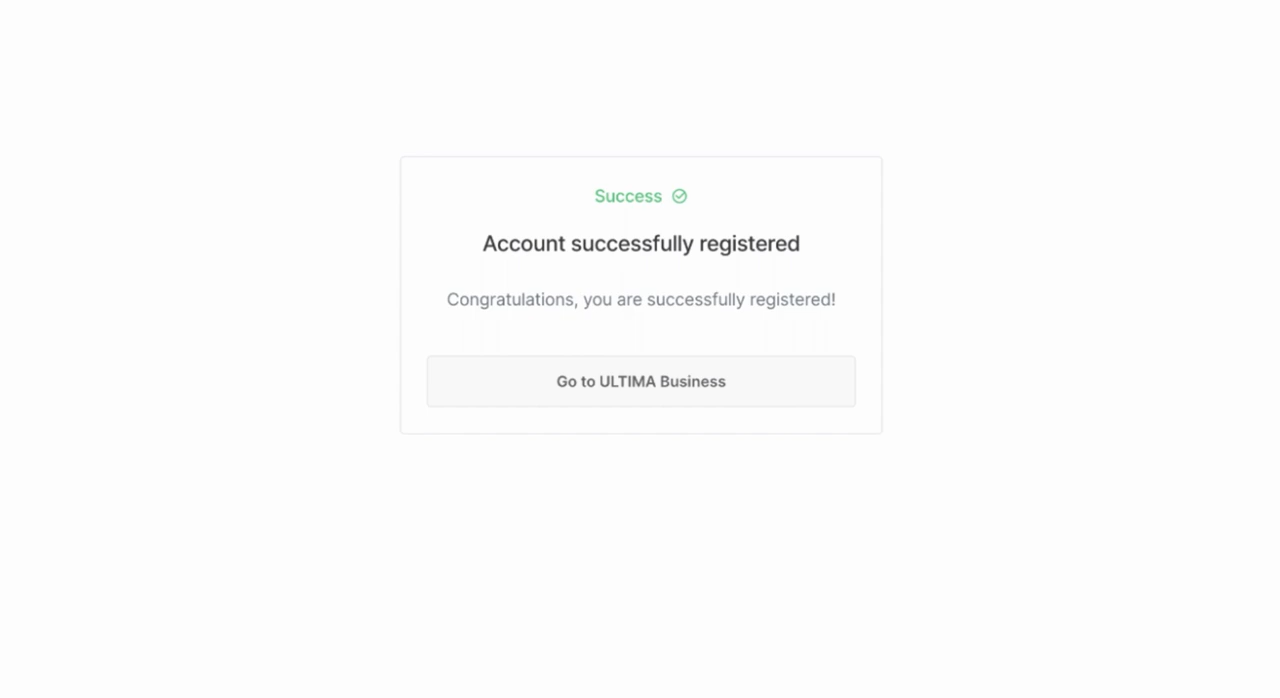 Success
Account successfully registered
Congratulations, you are successfully registered!
Go to ULTIMA Business